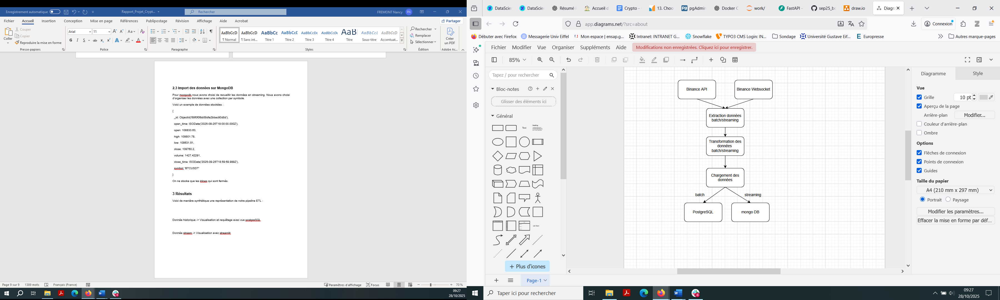 Enregistrement automatique
Rapport_Projet_Crypt...
Rechercher
FREMONT Nancy
FN
Fichier
Accueil
Insertion
Conception
Mise en page
Références
Publipostage
Révision
Affichage
Aide
Acrobat
Partager
Coller
Couper
Copier
Reproduire la mise en forme
Presse-papiers
Arial
11
Police
Paragraphe
AaBbCcD
¶ Normal
AaBbCcD
¶ Sans int...
AaBbCc
Titre 1
AaBbCcI
Titre 2
AaBbCcDc
Titre 3
AaBbCcDc
Titre 4
AaB
Titre
AaBbCcI
Sous-titre
AaBbCcD
Accentuat...
Styles
Rechercher
Remplacer
Sélectionner
Édition
Créer
un PDF
Adobe Ac...
2.3 Import des données sur MongoDB
Pour mongodb nous avons choisi de recueillir les données en streaming. Nous avons choisi
d'organiser les données avec une collection par symbole.
Voici un exemple de données stockées :
{
_id: ObjectId('68f0f0fbb58dfa2bbac90d8d'),
open_time: ISODate('2025-09-25T18:00:00.000Z'),
open: 108833.63,
high: 109801.78,
low: 108631.51,
close: 109760.2,
volume: 1427.42291,
close_time: ISODate('2025-09-25T18:59:59.999Z'),
symbol: 'BTCUSDT'
}
On ne stocke que les klines qui sont fermés.
3 Résultats
Voici de manière synthétique une représentation de notre pipeline ETL :
Donnée historique -> Visualisation et requêtage avec vue postgreSQL
Donnée stream -> Visualisation avec streamlit
Page 9 sur 9
1389 mots
Français (France)
Paramètres d'affichage
Focus
70 %
09:27
28/10/2025
DataScie
DataScie
Résumé
Accueil d
Crypto -
13. Choo
pgAdmi
Docker C
work/
FastAPI -
sep25_bo
draw.io
Diagra
app.diagrams.net/?src=about
Connexion
Débuter avec Firefox
Messagerie Univ Eiffel
Mon espace | ensap.g...
Intranet: INTRANET G...
Snowflake
TYPO3 CMS Login: IN...
Sondage
Université Gustave Eif...
Europresse
Autres marque-pages
Fichier
Modifier
Vue
Organiser
Suppléments
Aide
Modifications non enregistrées. Cliquez ici pour enregistrer.
85%
Tapez / pour rechercher
Bloc-notes
Glisser des éléments ici
Général
Text
Heading
List Item
+ Plus d'icones
Binance API
Binance Websocket
Extraction données
batch/streaming
Transformation des
données
batch/streaming
Chargement des
données
batch
streaming
PostgreSQL
mongo DB
Page-1
Diagramme
Style
Vue
Grille
10 pt
Aperçu de la page
Arrière-plan
Modifier...
Couleur d'arrière-plan
Ombre
Options
Flèches de connexion
Points de connexion
Guides
Taille du papier
A4 (210 mm x 297 mm)
Portrait
Paysage
Modifier les paramètres...
Effacer la mise en forme par déf...
Taper ici pour rechercher
09:27
28/10/2025